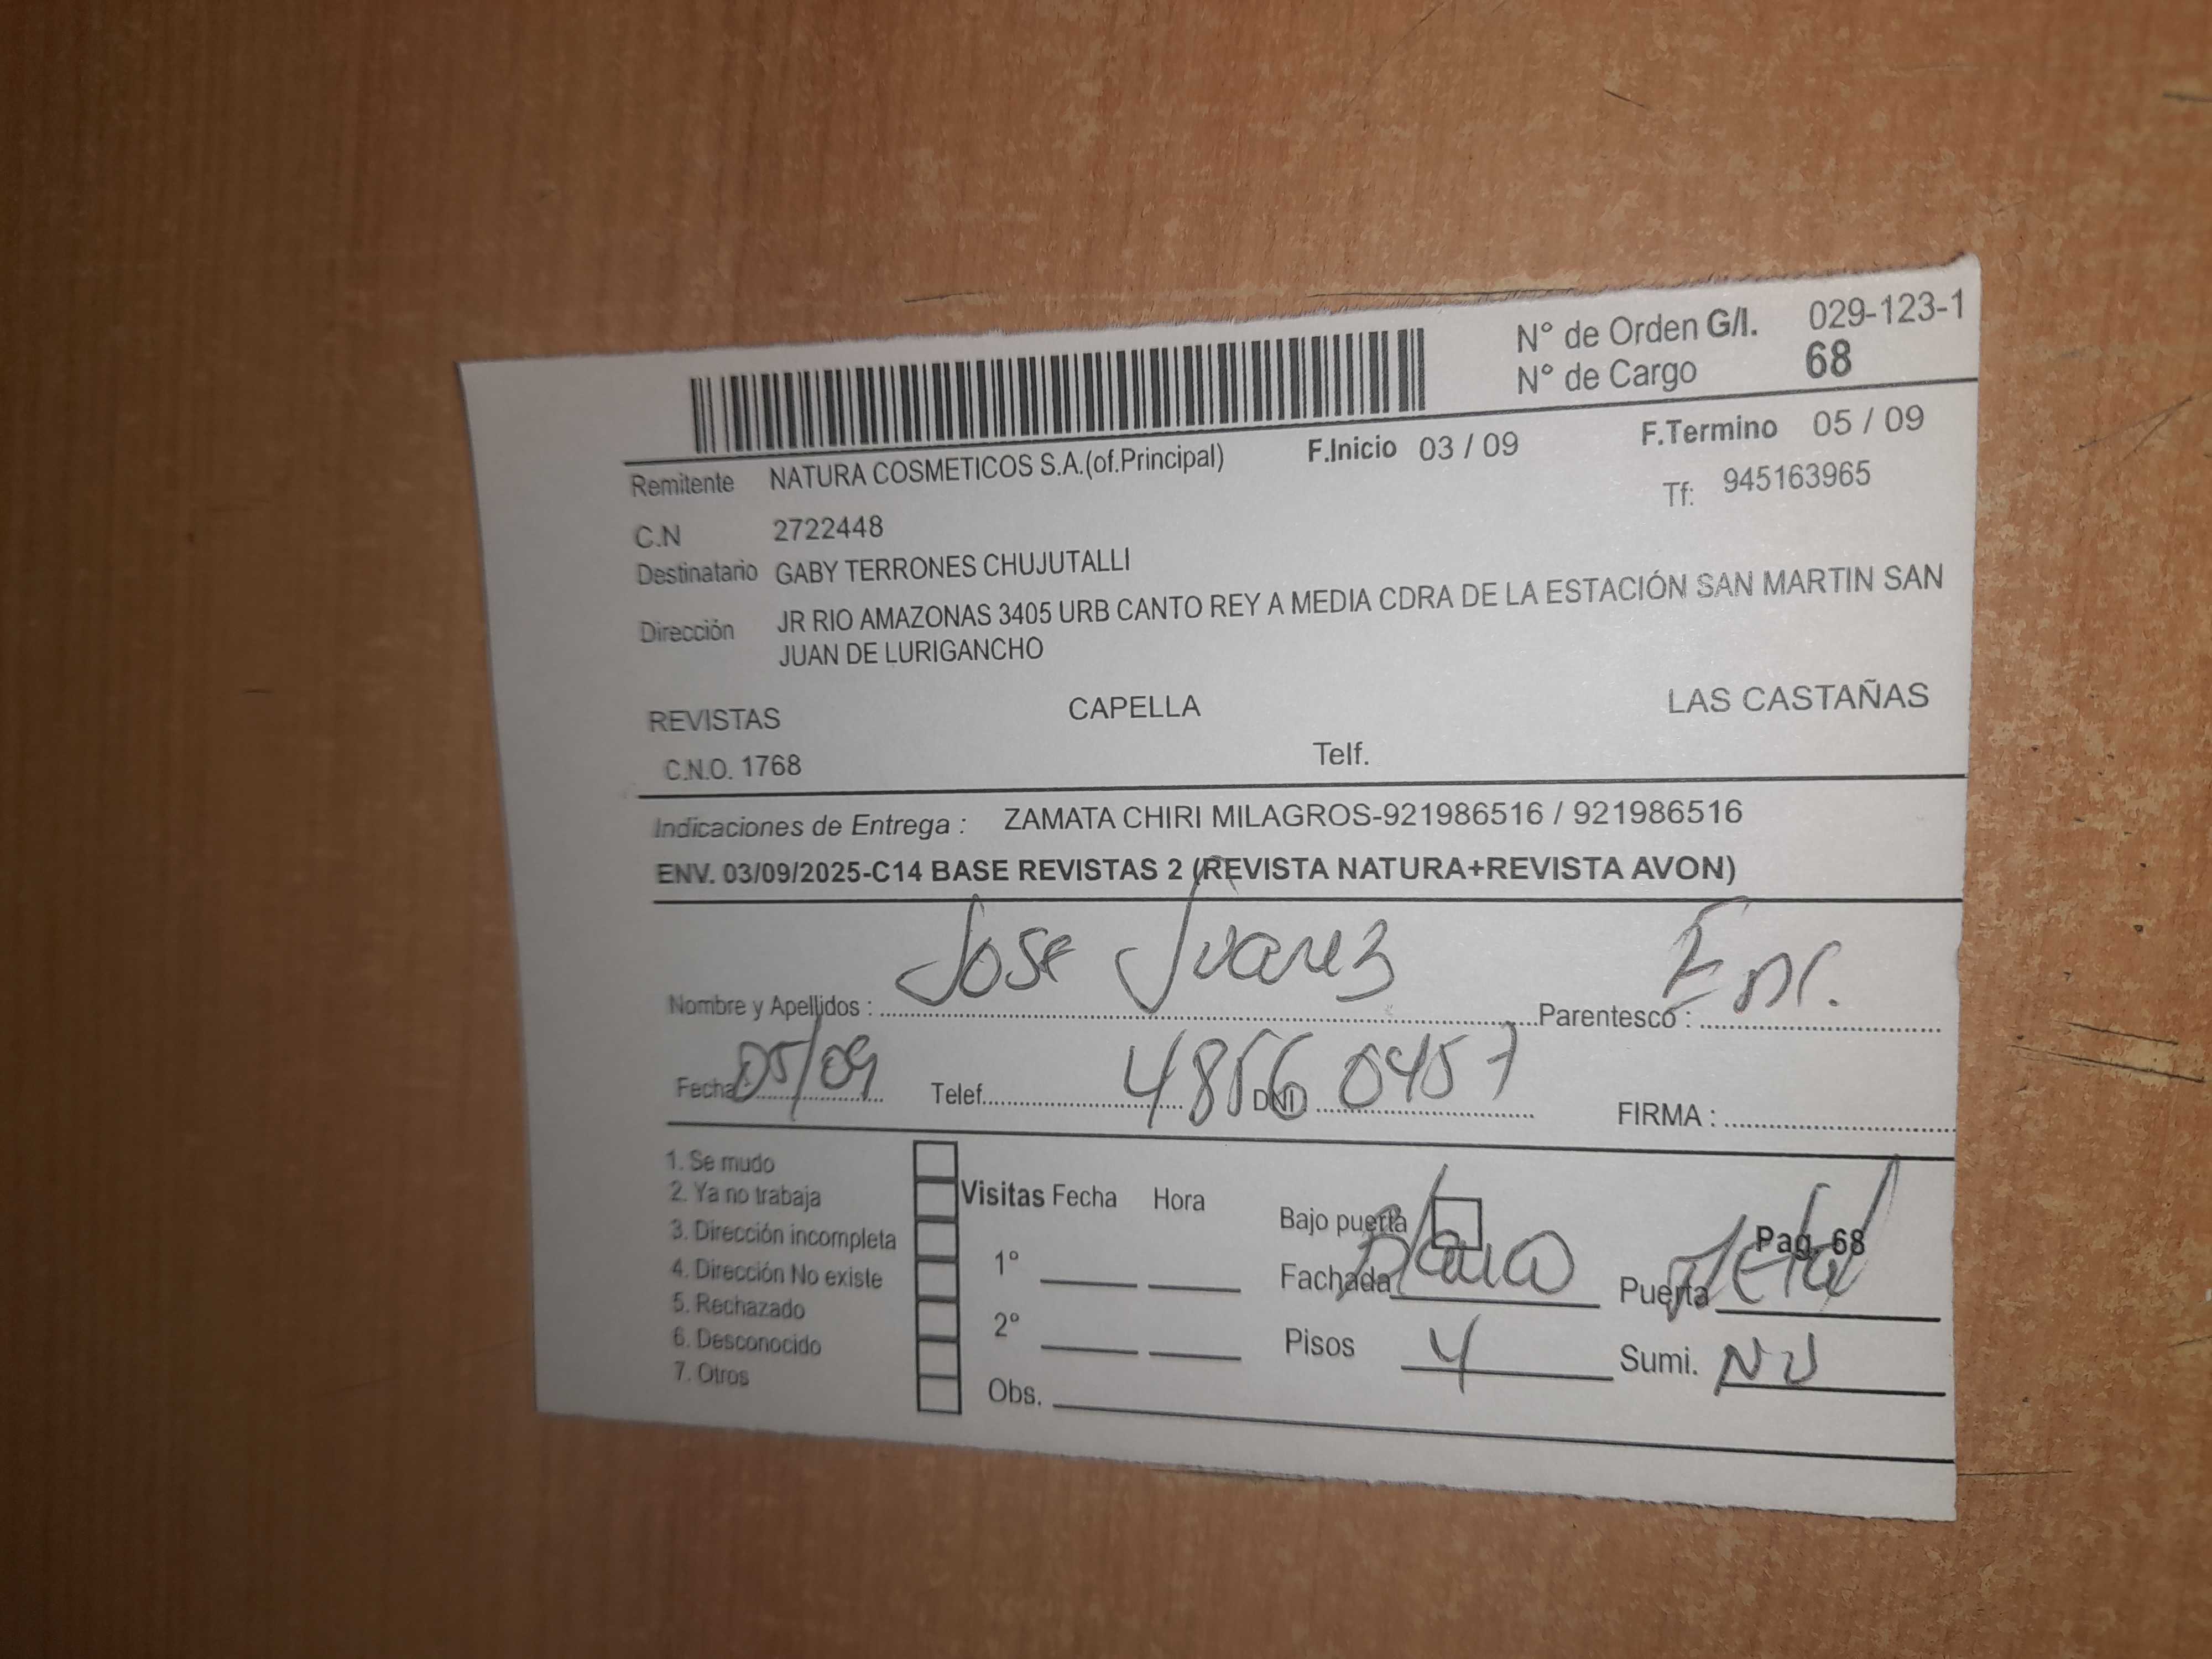 N° de Orden G/I. 029-123-1
N° de Cargo 68
Remitente NATURA COSMETICOS S.A.(of.Principal) F.Inicio 03 / 09 F.Termino 05 / 09
C.N 2722448 Tf: 945163965
Destinatario GABY TERRONES CHUJUTALLI
Dirección JR RIO AMAZONAS 3405 URB CANTO REY A MEDIA CDRA DE LA ESTACIÓN SAN MARTIN SAN
JUAN DE LURIGANCHO
REVISTAS CAPELLA LAS CASTAÑAS
C.N.O. 1768 Telf.
Indicaciones de Entrega : ZAMATA CHIRI MILAGROS-921986516 / 921986516
ENV. 03/09/2025-C14 BASE REVISTAS 2 (REVISTA NATURA+REVISTA AVON)
Nombre y Apellidos : Jose Juarez Parentesco : Enc.
Fecha 05/09 Telef. DNI 48560457 FIRMA :
1. Se mudo
2. Ya no trabaja
3. Dirección incompleta
4. Dirección No existe
5. Rechazado
6. Desconocido
7. Otros
Visitas Fecha Hora
1°
2°
Obs.
Bajo puerta
Pag. 68
Fachada Puerta
Pisos 4 Sumi.